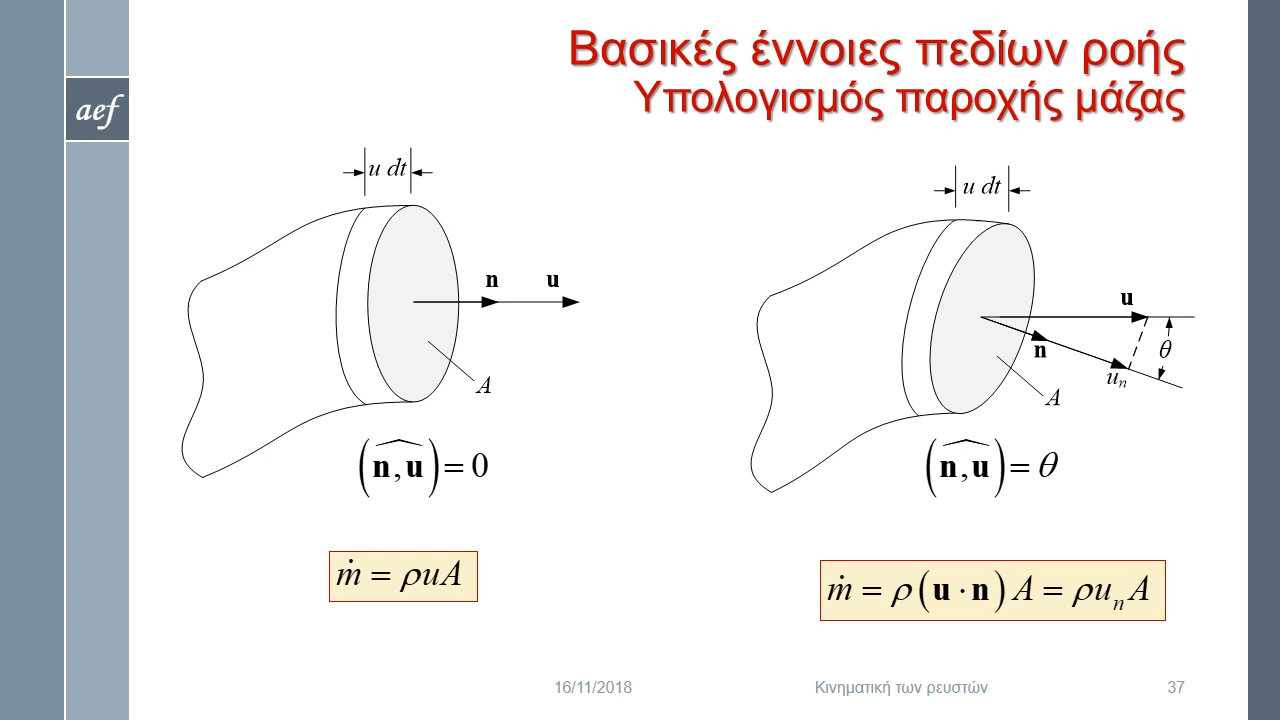 Βασικές έννοιες πεδίων ροής
Υπολογισμός παροχής μάζας
aef
u dt
n u
A
(n,u) = 0
ṁ = ρuA
u dt
u
n
θ
uₙ
A
(n,u) = θ
ṁ = ρ(u · n) A = ρuₙA
16/11/2018 Κινηματική των ρευστών 37